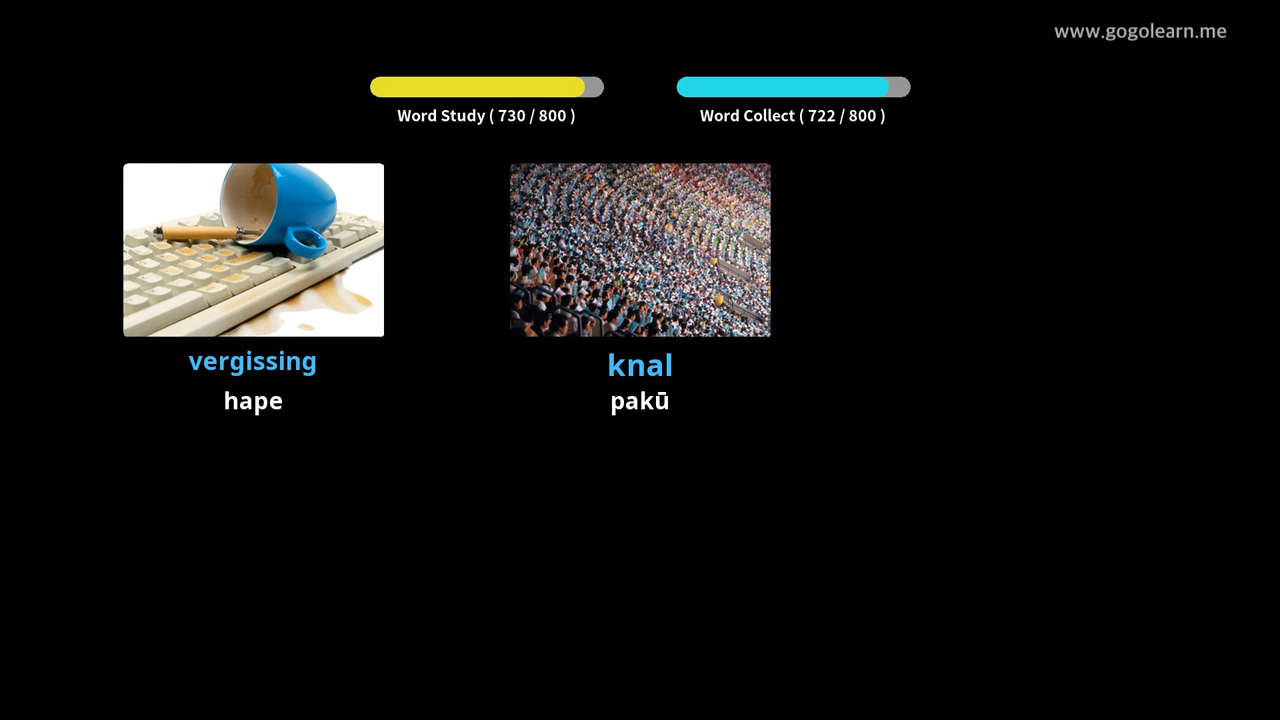 www.gogolearn.me
Word Study ( 730 / 800 )
Word Collect ( 722 / 800 )
vergissing
hape
knal
pakū